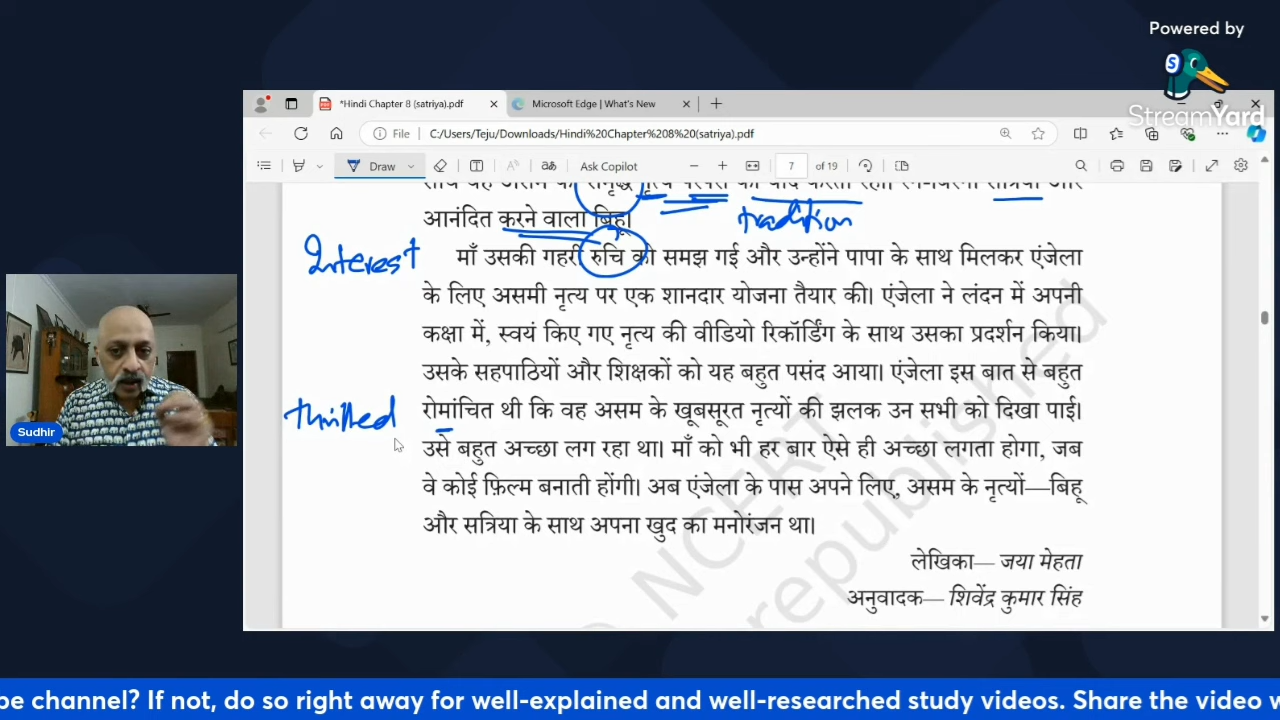 Powered by
S
StreamYard
*Hindi Chapter 8 (satriya).pdf
Microsoft Edge | What's New
File
C:/Users/Teju/Downloads/Hindi%20Chapter%208%20(satriya).pdf
Draw
Ask Copilot
7
of 19
आनंदित करने वाला बिहू।
tradition
Interest
माँ उसकी गहरी रुचि को समझ गई और उन्होंने पापा के साथ मिलकर एंजेला
के लिए असमी नृत्य पर एक शानदार योजना तैयार की। एंजेला ने लंदन में अपनी
कक्षा में, स्वयं किए गए नृत्य की वीडियो रिकॉर्डिंग के साथ उसका प्रदर्शन किया।
उसके सहपाठियों और शिक्षकों को यह बहुत पसंद आया। एंजेला इस बात से बहुत
thrilled
रोमांचित थी कि वह असम के खूबसूरत नृत्यों की झलक उन सभी को दिखा पाई।
उसे बहुत अच्छा लग रहा था। माँ को भी हर बार ऐसे ही अच्छा लगता होगा, जब
वे कोई फ़िल्म बनाती होंगी। अब एंजेला के पास अपने लिए, असम के नृत्यों—बिहू
और सत्रिया के साथ अपना खुद का मनोरंजन था।
लेखिका— जया मेहता
अनुवादक— शिवेंद्र कुमार सिंह
© NCERT
republished
Sudhir
be channel? If not, do so right away for well-explained and well-researched study videos. Share the video w